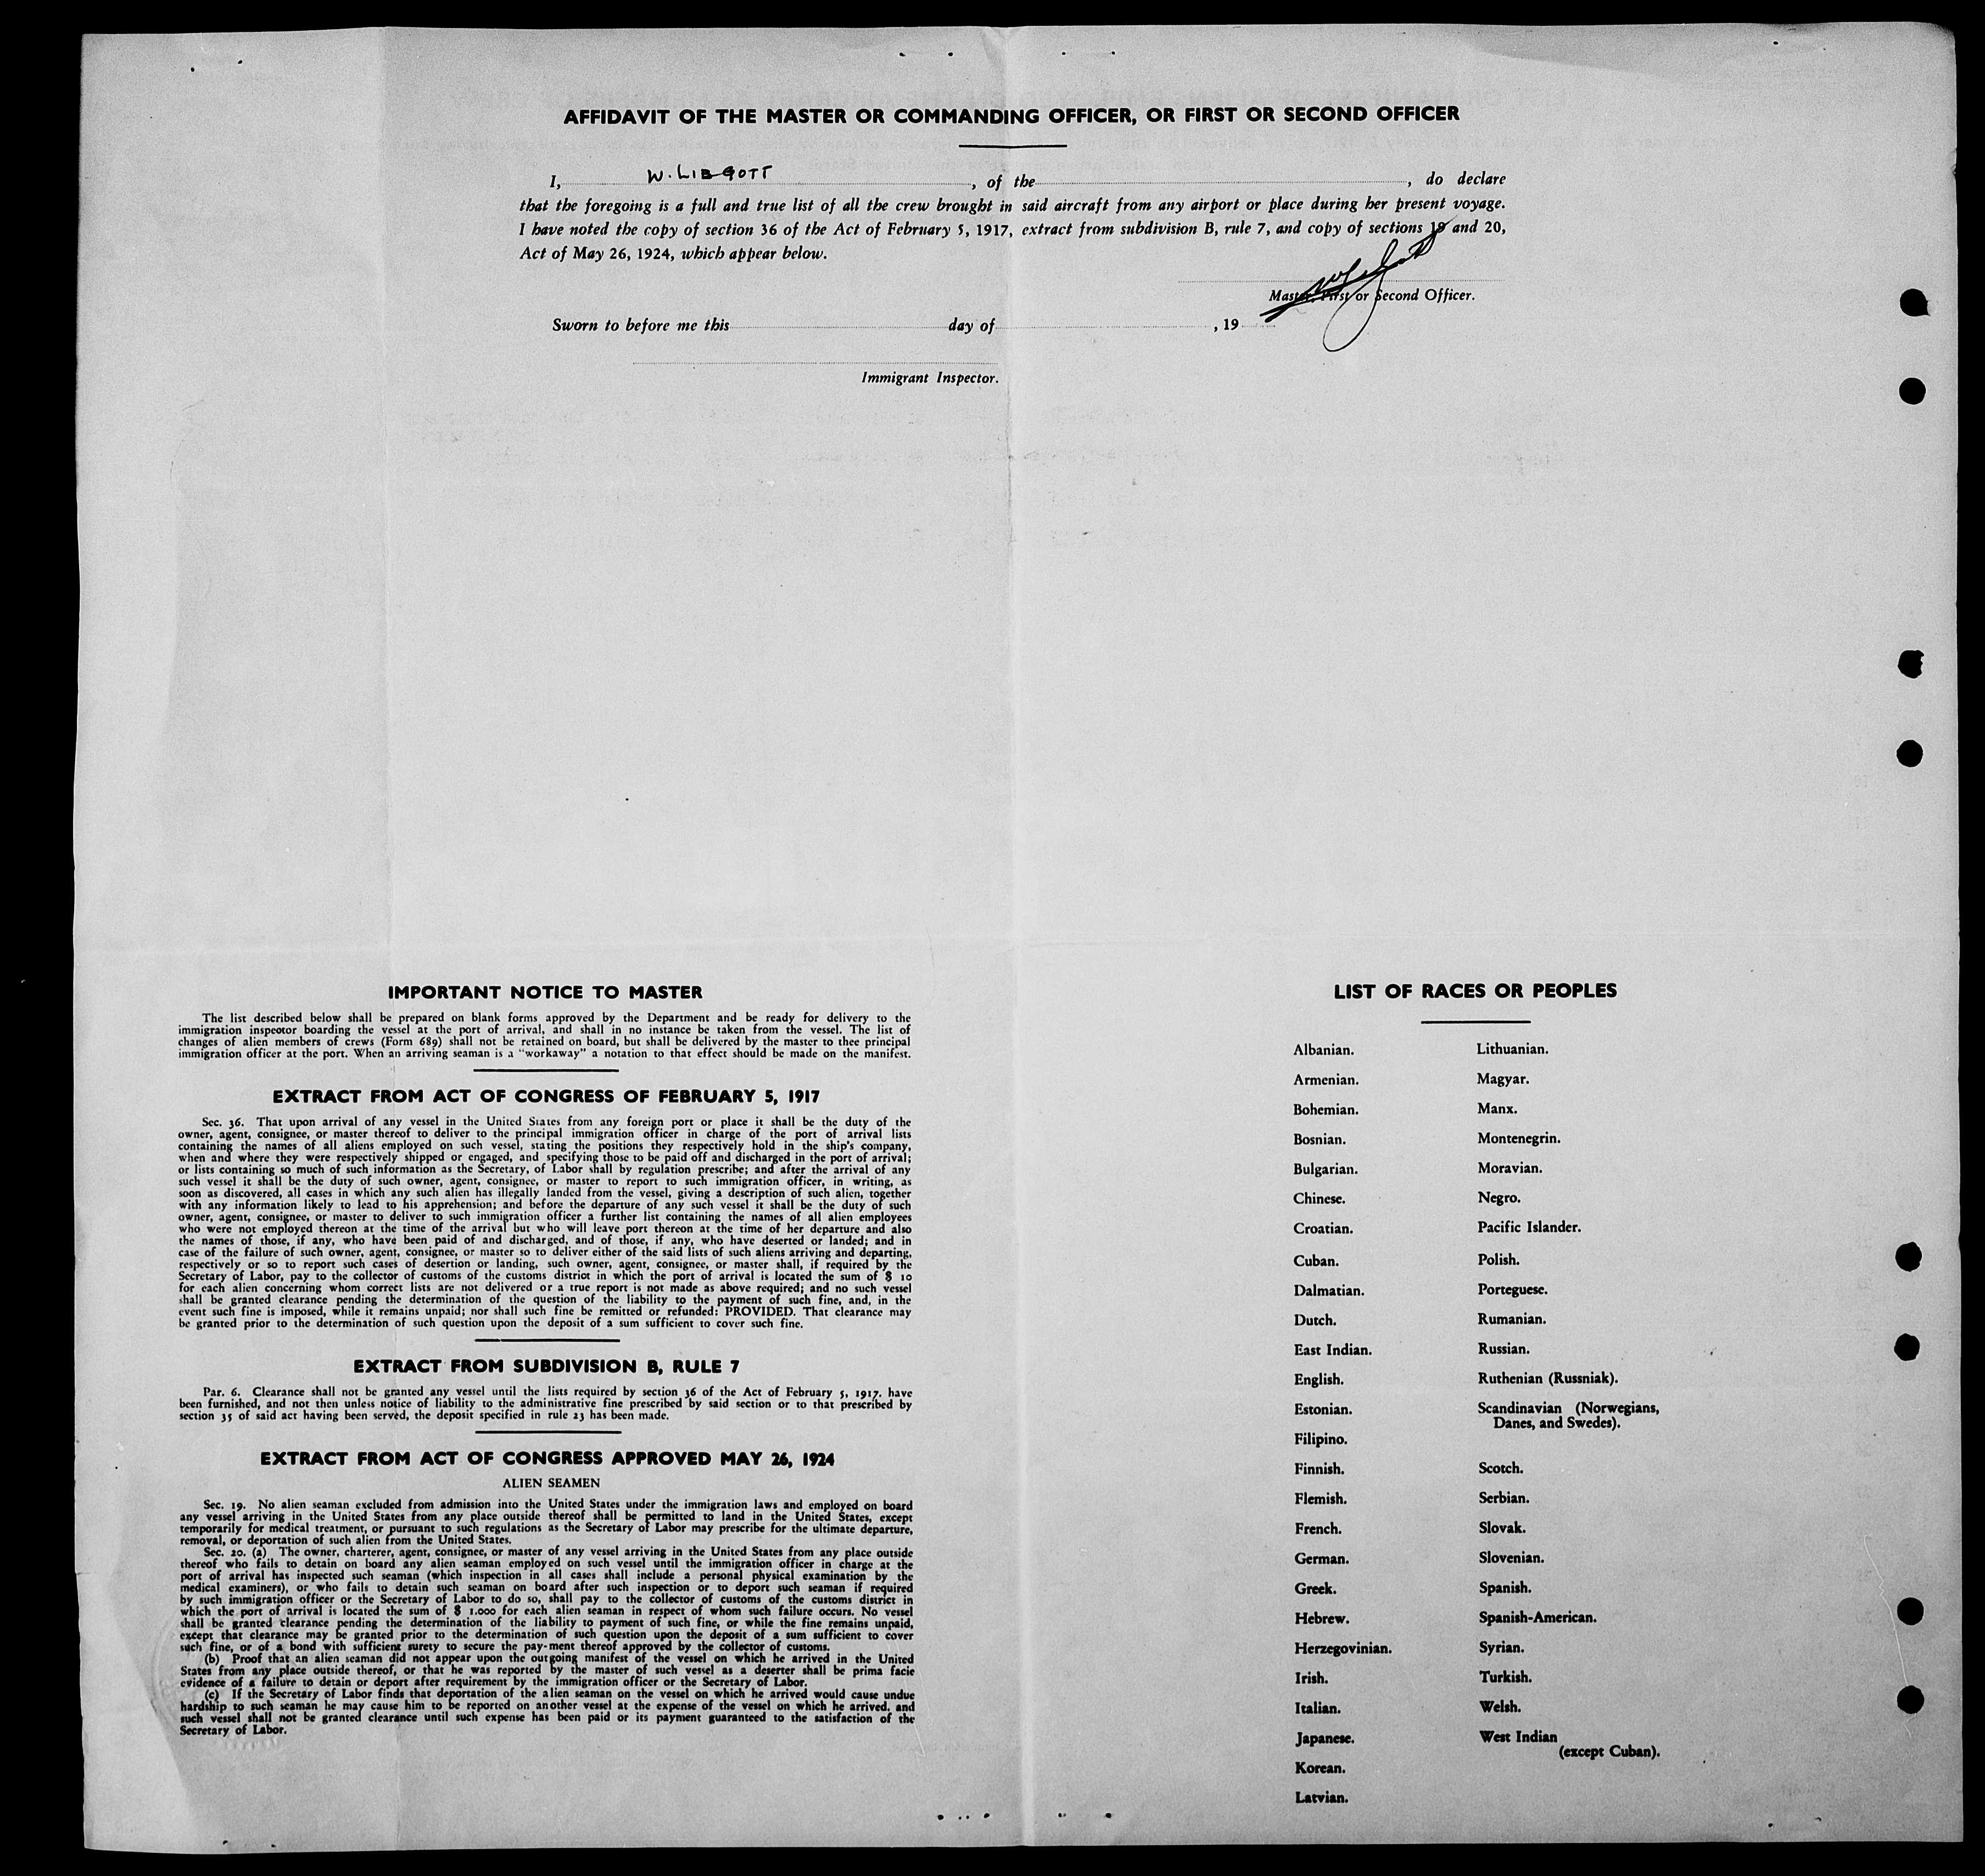 AFFIDAVIT OF THE MASTER OR COMMANDING OFFICER, OR FIRST OR SECOND OFFICER
I, W. LIBGOTT , of the , do declare
that the foregoing is a full and true list of all the crew brought in said aircraft from any airport or place during her present voyage.
I have noted the copy of section 36 of the Act of February 5, 1917, extract from subdivision B, rule 7, and copy of sections 19 and 20,
Act of May 26, 1924, which appear below.
Master, First or Second Officer.
Sworn to before me this day of , 19
Immigrant Inspector.
IMPORTANT NOTICE TO MASTER
The list described below shall be prepared on blank forms approved by the Department and be ready for delivery to the
immigration inspector boarding the vessel at the port of arrival, and shall in no instance be taken from the vessel. The list of
changes of alien members of crews (Form 689) shall not be retained on board, but shall be delivered by the master to thee principal
immigration officer at the port. When an arriving seaman is a "workaway" a notation to that effect should be made on the manifest.
EXTRACT FROM ACT OF CONGRESS OF FEBRUARY 5, 1917
Sec. 36. That upon arrival of any vessel in the United States from any foreign port or place it shall be the duty of the
owner, agent, consignee, or master thereof to deliver to the principal immigration officer in charge of the port of arrival lists
containing the names of all aliens employed on such vessel, stating the positions they respectively hold in the ship's company,
when and where they were respectively shipped or engaged, and specifying those to be paid off and discharged in the port of arrival;
or lists containing so much of such information as the Secretary, of Labor shall by regulation prescribe; and after the arrival of any
such vessel it shall be the duty of such owner, agent, consignee, or master to report to such immigration officer, in writing, as
soon as discovered, all cases in which any such alien has illegally landed from the vessel, giving a description of such alien, together
with any information likely to lead to his apprehension; and before the departure of any such vessel it shall be the duty of such
owner, agent, consignee, or master to deliver to such immigration officer a further list containing the names of all alien employees
who were not employed thereon at the time of the arrival but who will leave port thereon at the time of her departure and also
the names of those, if any, who have been paid of and discharged, and of those, if any, who have deserted or landed; and in
case of the failure of such owner, agent, consignee, or master so to deliver either of the said lists of such aliens arriving and departing,
respectively or so to report such cases of desertion or landing, such owner, agent, consignee, or master shall, if required by the
Secretary of Labor, pay to the collector of customs of the customs district in which the port of arrival is located the sum of $ 10
for each alien concerning whom correct lists are not delivered or a true report is not made as above required; and no such vessel
shall be granted clearance pending the determination of the question of the liability to the payment of such fine, and, in the
event such fine is imposed, while it remains unpaid; nor shall such fine be remitted or refunded: PROVIDED. That clearance may
be granted prior to the determination of such question upon the deposit of a sum sufficient to cover such fine.
EXTRACT FROM SUBDIVISION B, RULE 7
Par. 6. Clearance shall not be granted any vessel until the lists required by section 36 of the Act of February 5, 1917. have
been furnished, and not then unless notice of liability to the administrative fine prescribed by said section or to that prescribed by
section 35 of said act having been served, the deposit specified in rule 23 has been made.
EXTRACT FROM ACT OF CONGRESS APPROVED MAY 26, 1924
ALIEN SEAMEN
Sec. 19. No alien seaman excluded from admission into the United States under the immigration laws and employed on board
any vessel arriving in the United States from any place outside thereof shall be permitted to land in the United States, except
temporarily for medical treatment, or pursuant to such regulations as the Secretary of Labor may prescribe for the ultimate departure,
removal, or deportation of such alien from the United States.
Sec. 20. (a) The owner, charterer, agent, consignee, or master of any vessel arriving in the United States from any place outside
thereof who fails to detain on board any alien seaman employed on such vessel until the immigration officer in charge at the
port of arrival has inspected such seaman (which inspection in all cases shall include a personal physical examination by the
medical examiners), or who fails to detain such seaman on board after such inspection or to deport such seaman if required
by such immigration officer or the Secretary of Labor to do so, shall pay to the collector of customs of the customs district in
which the port of arrival is located the sum of $ 1.000 for each alien seaman in respect of whom such failure occurs. No vessel
shall be granted clearance pending the determination of the liability to payment of such fine, or while the fine remains unpaid,
except that clearance may be granted prior to the determination of such question upon the deposit of a sum sufficient to cover
such fine, or of a bond with sufficient surety to secure the pay-ment thereof approved by the collector of customs.
(b) Proof that an alien seaman did not appear upon the outgoing manifest of the vessel on which he arrived in the United
States from any place outside thereof, or that he was reported by the master of such vessel as a deserter shall be prima facie
evidence of a failure to detain or deport after requirement by the immigration officer or the Secretary of Labor.
(c) If the Secretary of Labor finds that deportation of the alien seaman on the vessel on which he arrived would cause undue
hardship to such seaman he may cause him to be reported on another vessel at the expense of the vessel on which he arrived. and
such vessel shall not be granted clearance until such expense has been paid or its payment guaranteed to the satisfaction of the
Secretary of Labor.
LIST OF RACES OR PEOPLES
Albanian.
Armenian.
Bohemian.
Bosnian.
Bulgarian.
Chinese.
Croatian.
Cuban.
Dalmatian.
Dutch.
East Indian.
English.
Estonian.
Filipino.
Finnish.
Flemish.
French.
German.
Greek.
Hebrew.
Herzegovinian.
Irish.
Italian.
Japanese.
Korean.
Latvian.
Lithuanian.
Magyar.
Manx.
Montenegrin.
Moravian.
Negro.
Pacific Islander.
Polish.
Porteguese.
Rumanian.
Russian.
Ruthenian (Russniak).
Scandinavian (Norwegians,
Danes, and Swedes).
Scotch.
Serbian.
Slovak.
Slovenian.
Spanish.
Spanish-American.
Syrian.
Turkish.
Welsh.
West Indian
(except Cuban).